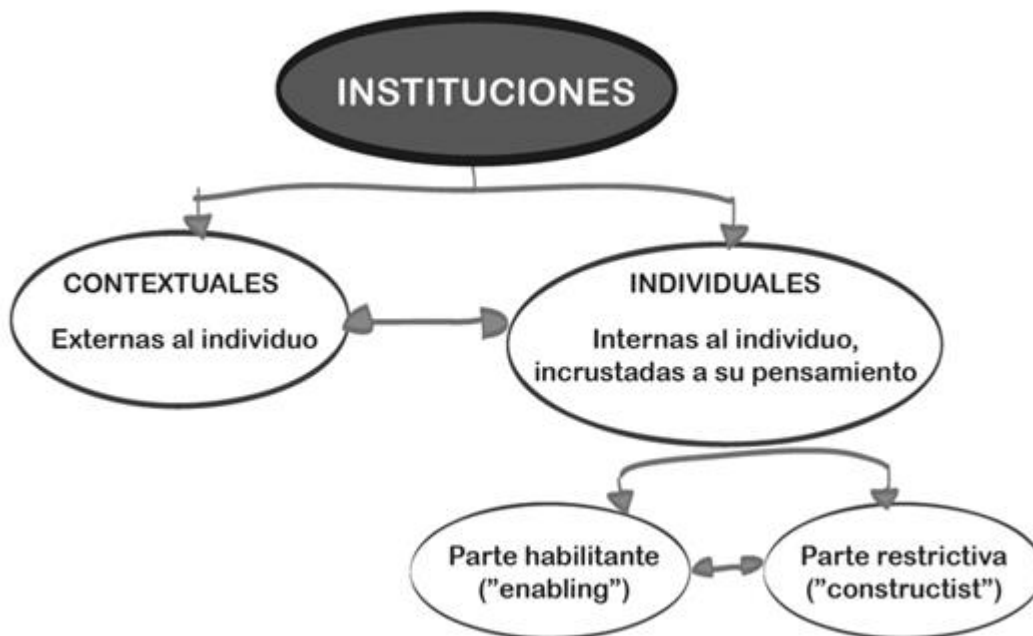 INSTITUCIONES
CONTEXTUALES
Externas al individuo
INDIVIDUALES
Internas al individuo,
incrustadas a su pensamiento
Parte habilitante
("enabling")
Parte restrictiva
("constructist")